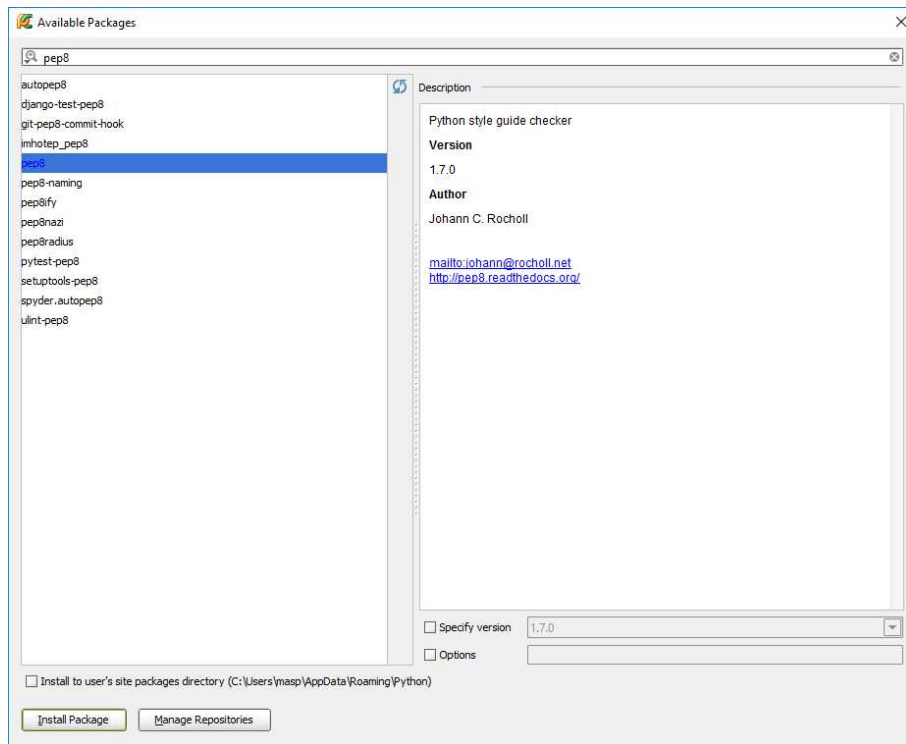 Available Packages
pep8
autopep8
django-test-pep8
git-pep8-commit-hook
imhotep_pep8
pep8
pep8-naming
pep8ify
pep8nazi
pep8radius
pytest-pep8
setuptools-pep8
spyder.autopep8
ulint-pep8
Description
Python style guide checker
Version
1.7.0
Author
Johann C. Rocholl
mailto:johann@rocholl.net
http://pep8.readthedocs.org/
Specify version 1.7.0
Options
Install to user's site packages directory (C:\Users\masp\AppData\Roaming\Python)
Install Package Manage Repositories